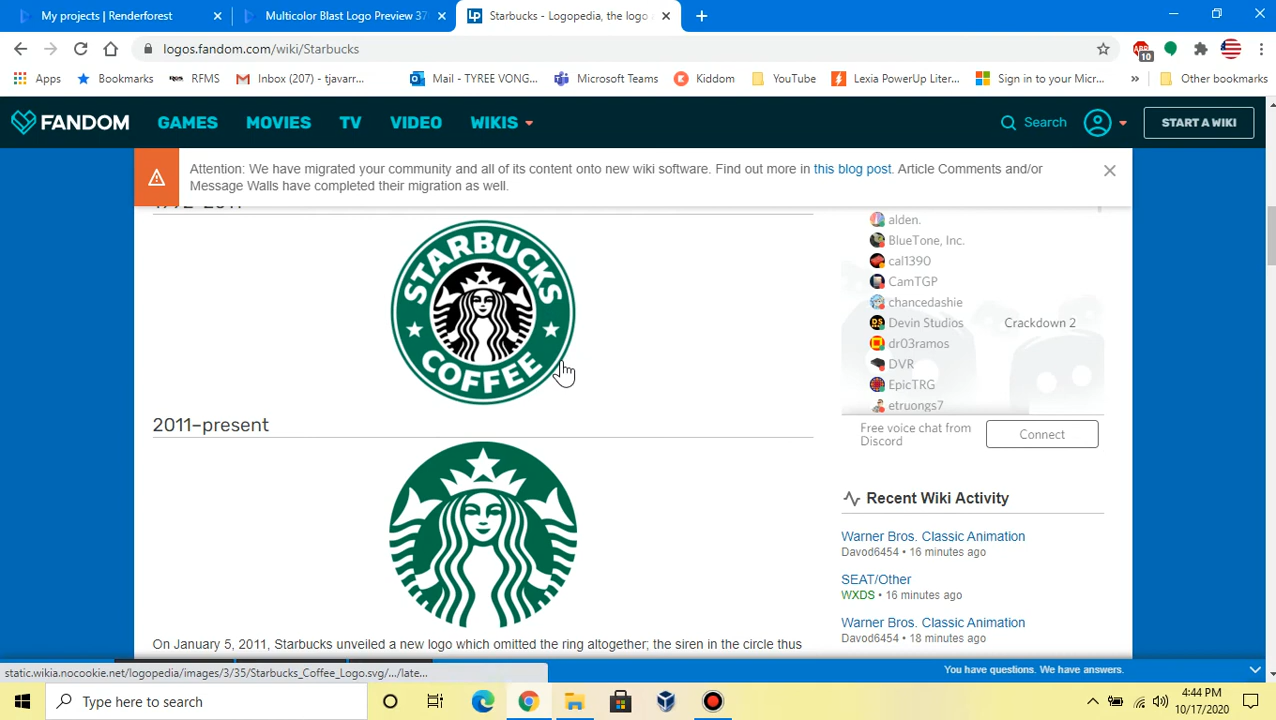 My projects | Renderforest
Multicolor Blast Logo Preview 37
Starbucks - Logopedia, the logo
logos.fandom.com/wiki/Starbucks
10
Apps
Bookmarks
RFMS
Inbox (207) - tjavarr...
Mail - TYREE VONG...
Microsoft Teams
Kiddom
YouTube
Lexia PowerUp Liter...
Sign in to your Micr...
»
Other bookmarks
FANDOM
GAMES
MOVIES
TV
VIDEO
WIKIS
Search
START A WIKI
Attention: We have migrated your community and all of its content onto new wiki software. Find out more in this blog post. Article Comments and/or
Message Walls have completed their migration as well.
1992–2011
STARBUCKS
COFFEE
2011–present
On January 5, 2011, Starbucks unveiled a new logo which omitted the ring altogether; the siren in the circle thus
alden.
BlueTone, Inc.
cal1390
CamTGP
chancedashie
Devin Studios
Crackdown 2
dr03ramos
DVR
EpicTRG
etruongs7
Free voice chat from
Discord
Connect
Recent Wiki Activity
Warner Bros. Classic Animation
Davod6454 • 16 minutes ago
SEAT/Other
WXDS • 16 minutes ago
Warner Bros. Classic Animation
Davod6454 • 18 minutes ago
static.wikia.nocookie.net/logopedia/images/3/35/Starbucks_Coffee_Logo.svg/.../late...
You have questions. We have answers.
Type here to search
4:44 PM
10/17/2020